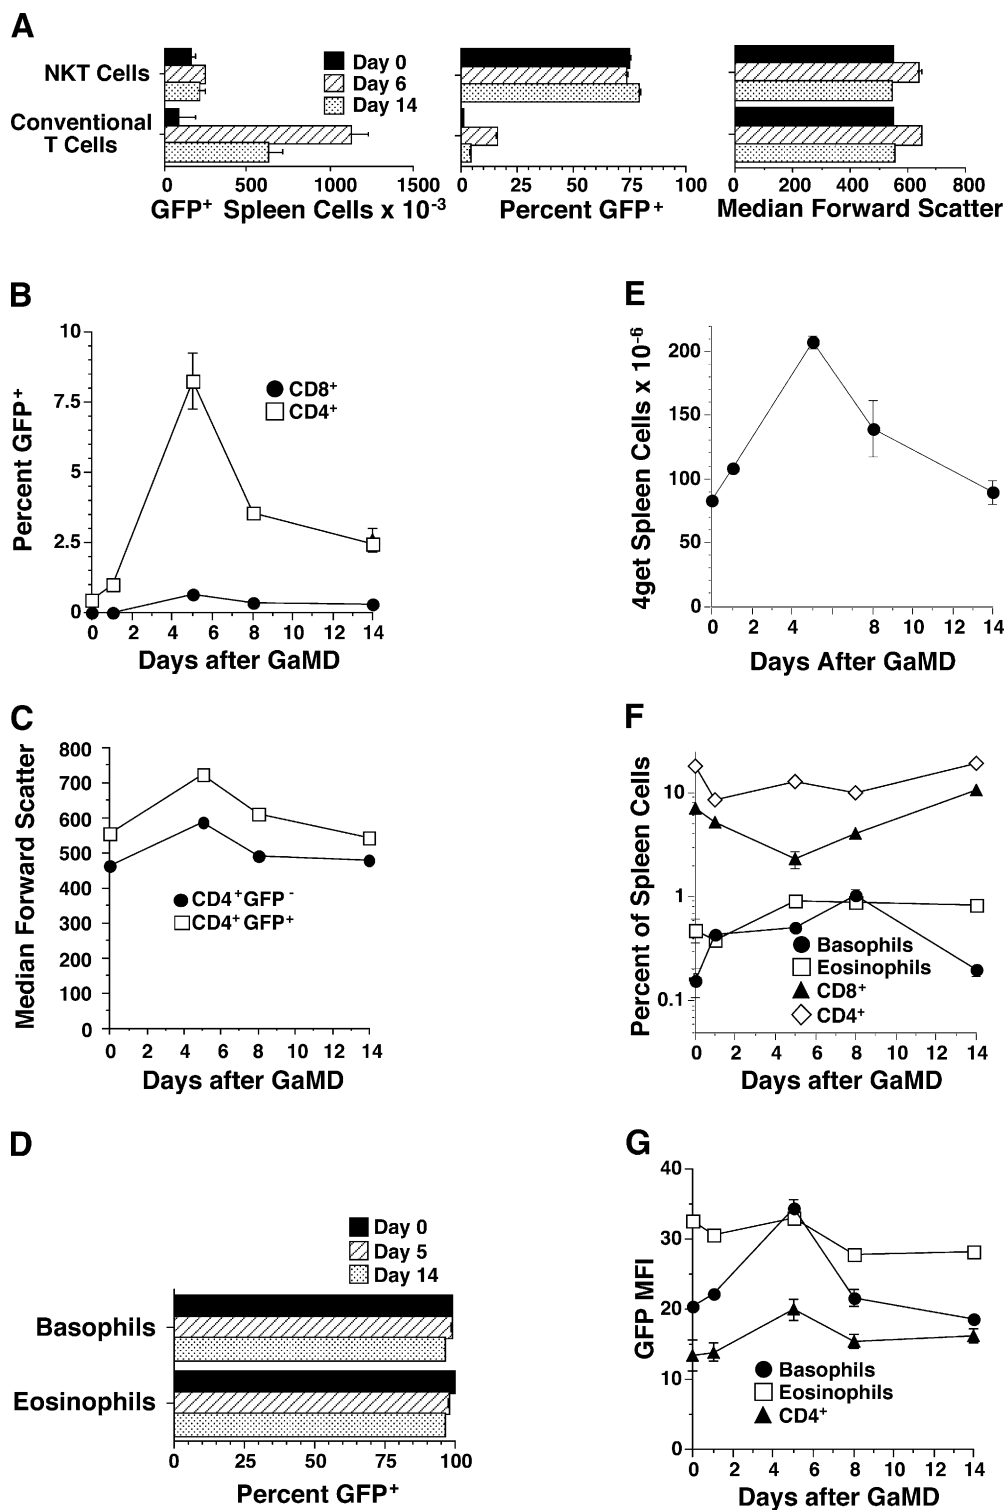 A
NKT Cells
Conventional
T Cells
Day 0
Day 6
Day 14
0 500 1000 1500
GFP⁺ Spleen Cells x 10⁻³
0 25 50 75 100
Percent GFP⁺
0 200 400 600 800
Median Forward Scatter
B
Percent GFP⁺
10
7.5
5
2.5
0
CD8⁺
CD4⁺
0 2 4 6 8 10 12 14
Days after GaMD
E
4get Spleen Cells x 10⁻⁶
200
150
100
50
0
0 2 4 8 10 12 14
Days After GaMD
C
Median Forward Scatter
800
700
600
500
400
300
200
100
0
CD4⁺GFP⁻
CD4⁺GFP⁺
0 2 4 6 8 10 12 14
Days after GaMD
F
Percent of Spleen Cells
10
1
0.1
Basophils
Eosinophils
CD8⁺
CD4⁺
0 2 4 6 8 10 12 14
Days after GaMD
D
Day 0
Day 5
Day 14
Basophils
Eosinophils
0 25 50 75 100
Percent GFP⁺
G
GFP MFI
40
30
20
10
0
Basophils
Eosinophils
CD4⁺
0 2 4 6 8 10 12 14
Days after GaMD